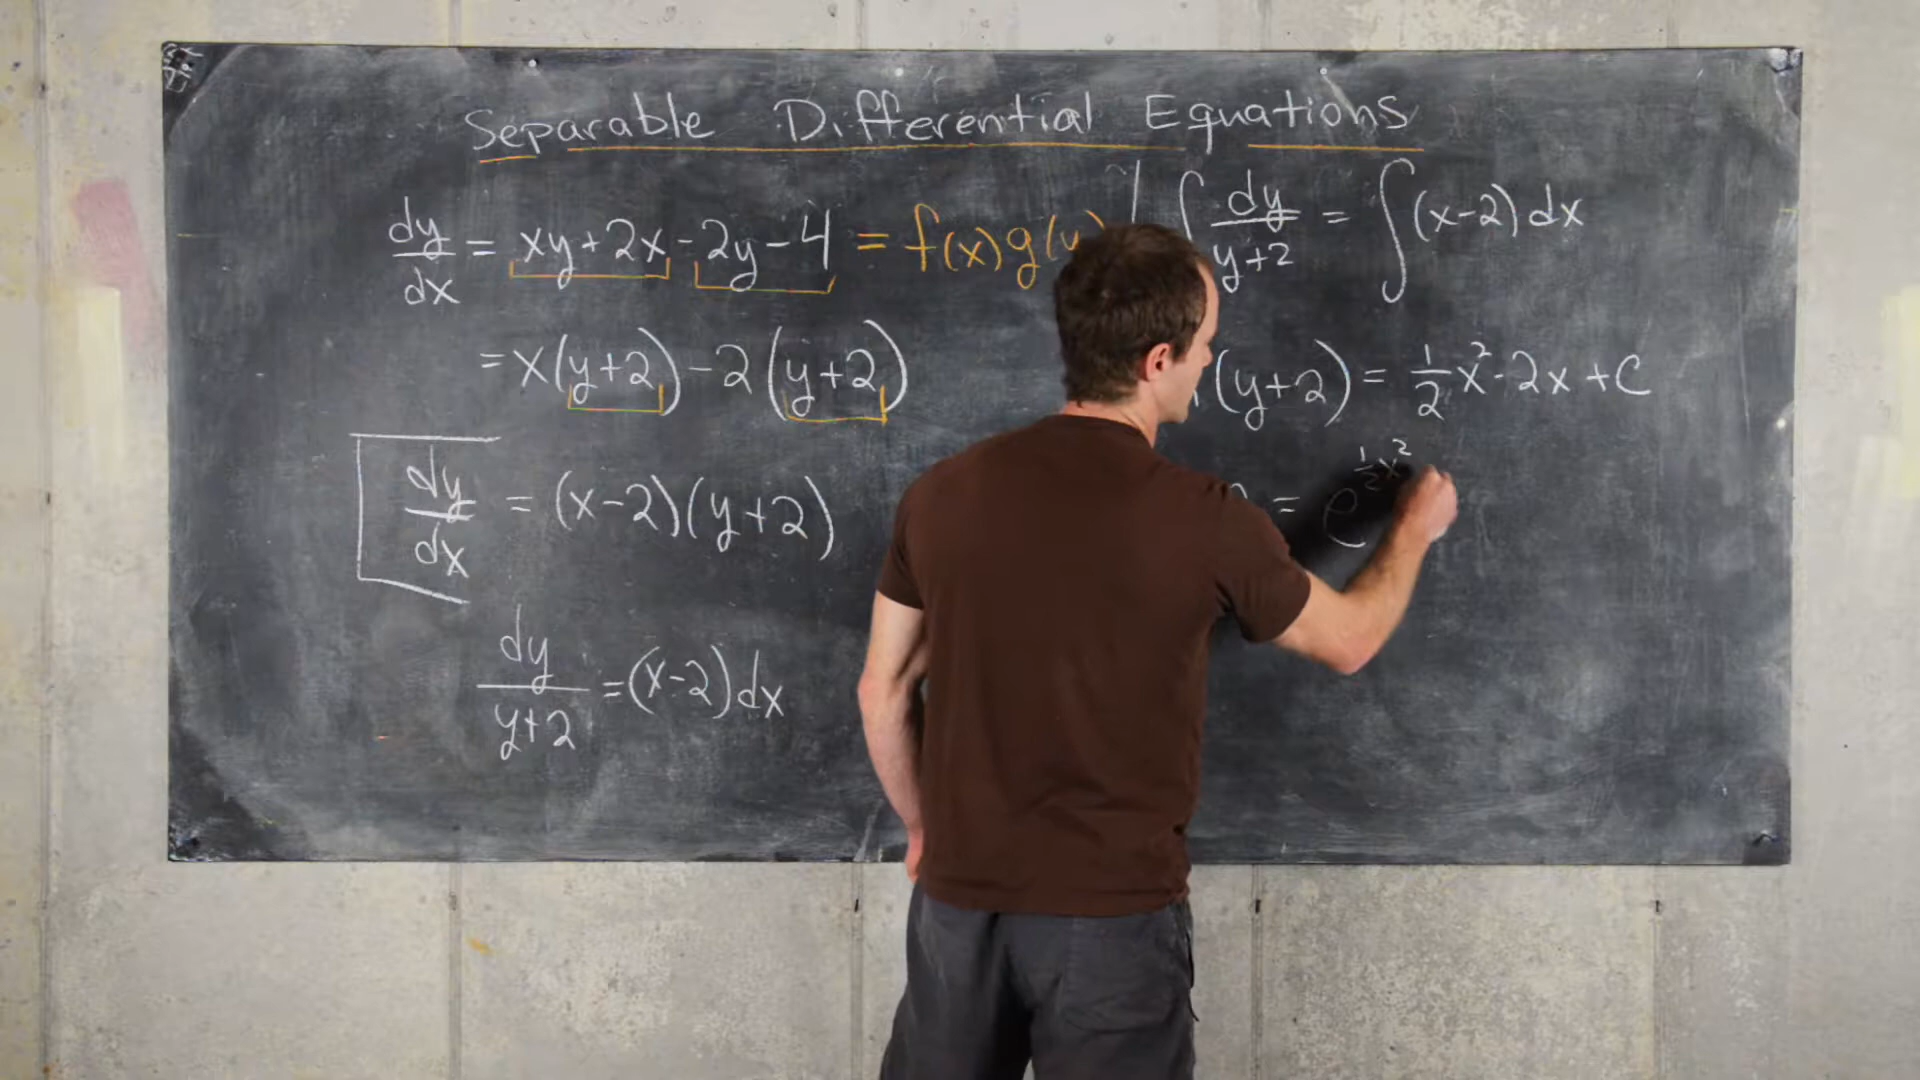 Separable Differential Equations
dy/dx = xy+2x-2y-4 = f(x)g(y)
=x(y+2)-2(y+2)
dy/dx = (x-2)(y+2)
dy/y+2 =(x-2)dx
∫ dy/y+2 = ∫(x-2)dx
(y+2) = 1/2 x²-2x+C
= e^1/2 x²